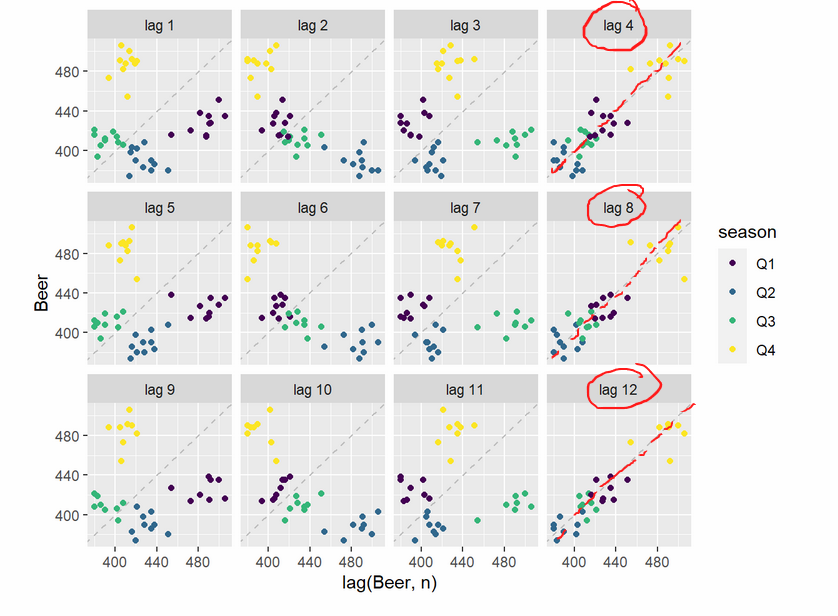 lag 1 lag 2 lag 3 lag 4
480
440
400
lag 5 lag 6 lag 7 lag 8
480
440
400
lag 9 lag 10 lag 11 lag 12
480
440
400
400 440 480 400 440 480 400 440 480 400 440 480
lag(Beer, n)
Beer
season
Q1
Q2
Q3
Q4